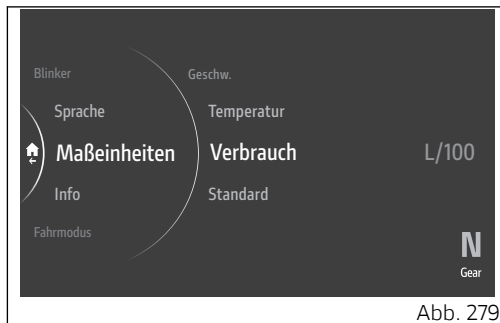 Blinker
Sprache
Maßeinheiten
Info
Fahrmodus
Geschw.
Temperatur
Verbrauch L/100
Standard
N
Gear
Abb. 279